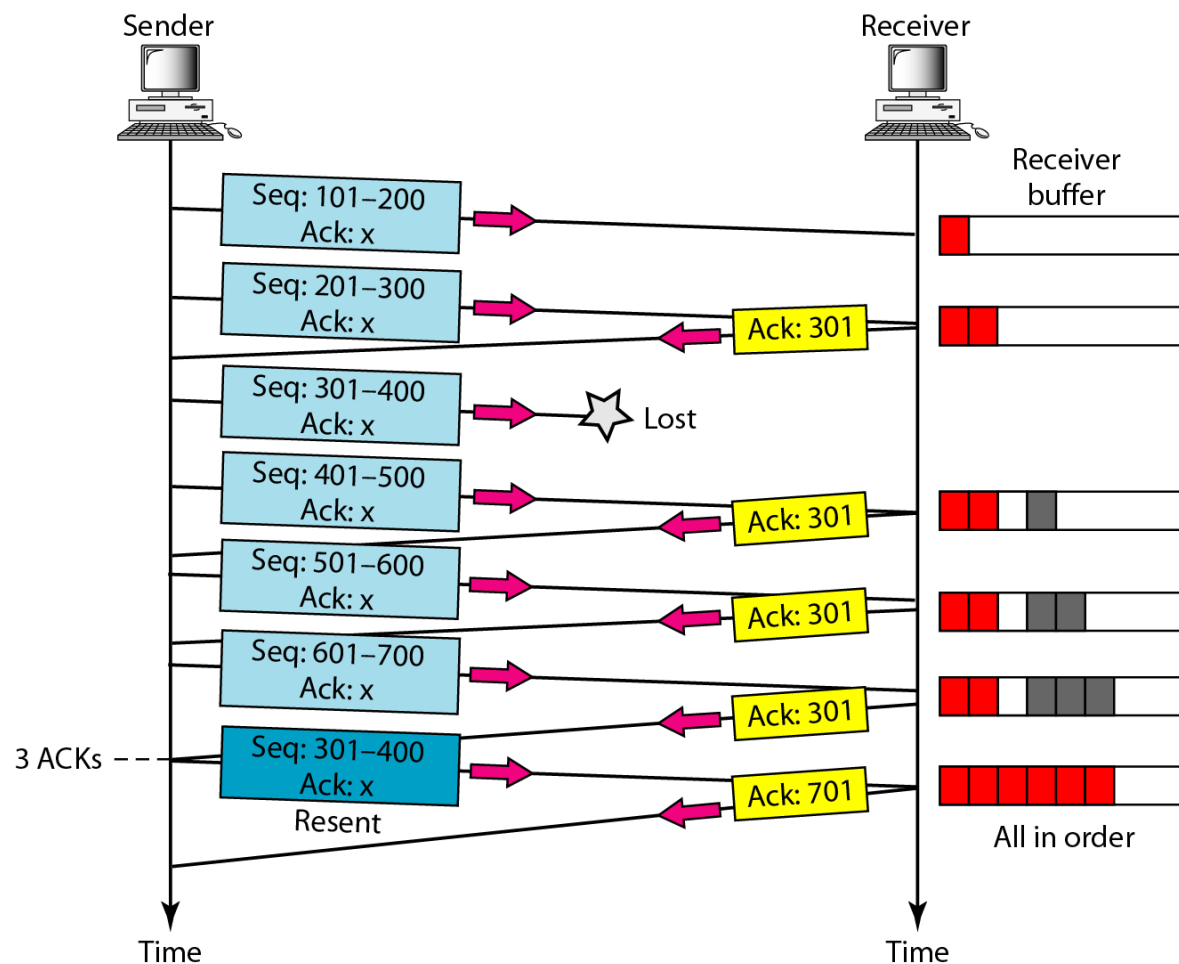 Sender
Receiver
Receiver
buffer
Seq: 101–200
Ack: x
Seq: 201–300
Ack: x
Ack: 301
Seq: 301–400
Ack: x
Lost
Seq: 401–500
Ack: x
Ack: 301
Seq: 501–600
Ack: x
Ack: 301
Seq: 601–700
Ack: x
Ack: 301
3 ACKs
Seq: 301–400
Ack: x
Resent
Ack: 701
All in order
Time
Time